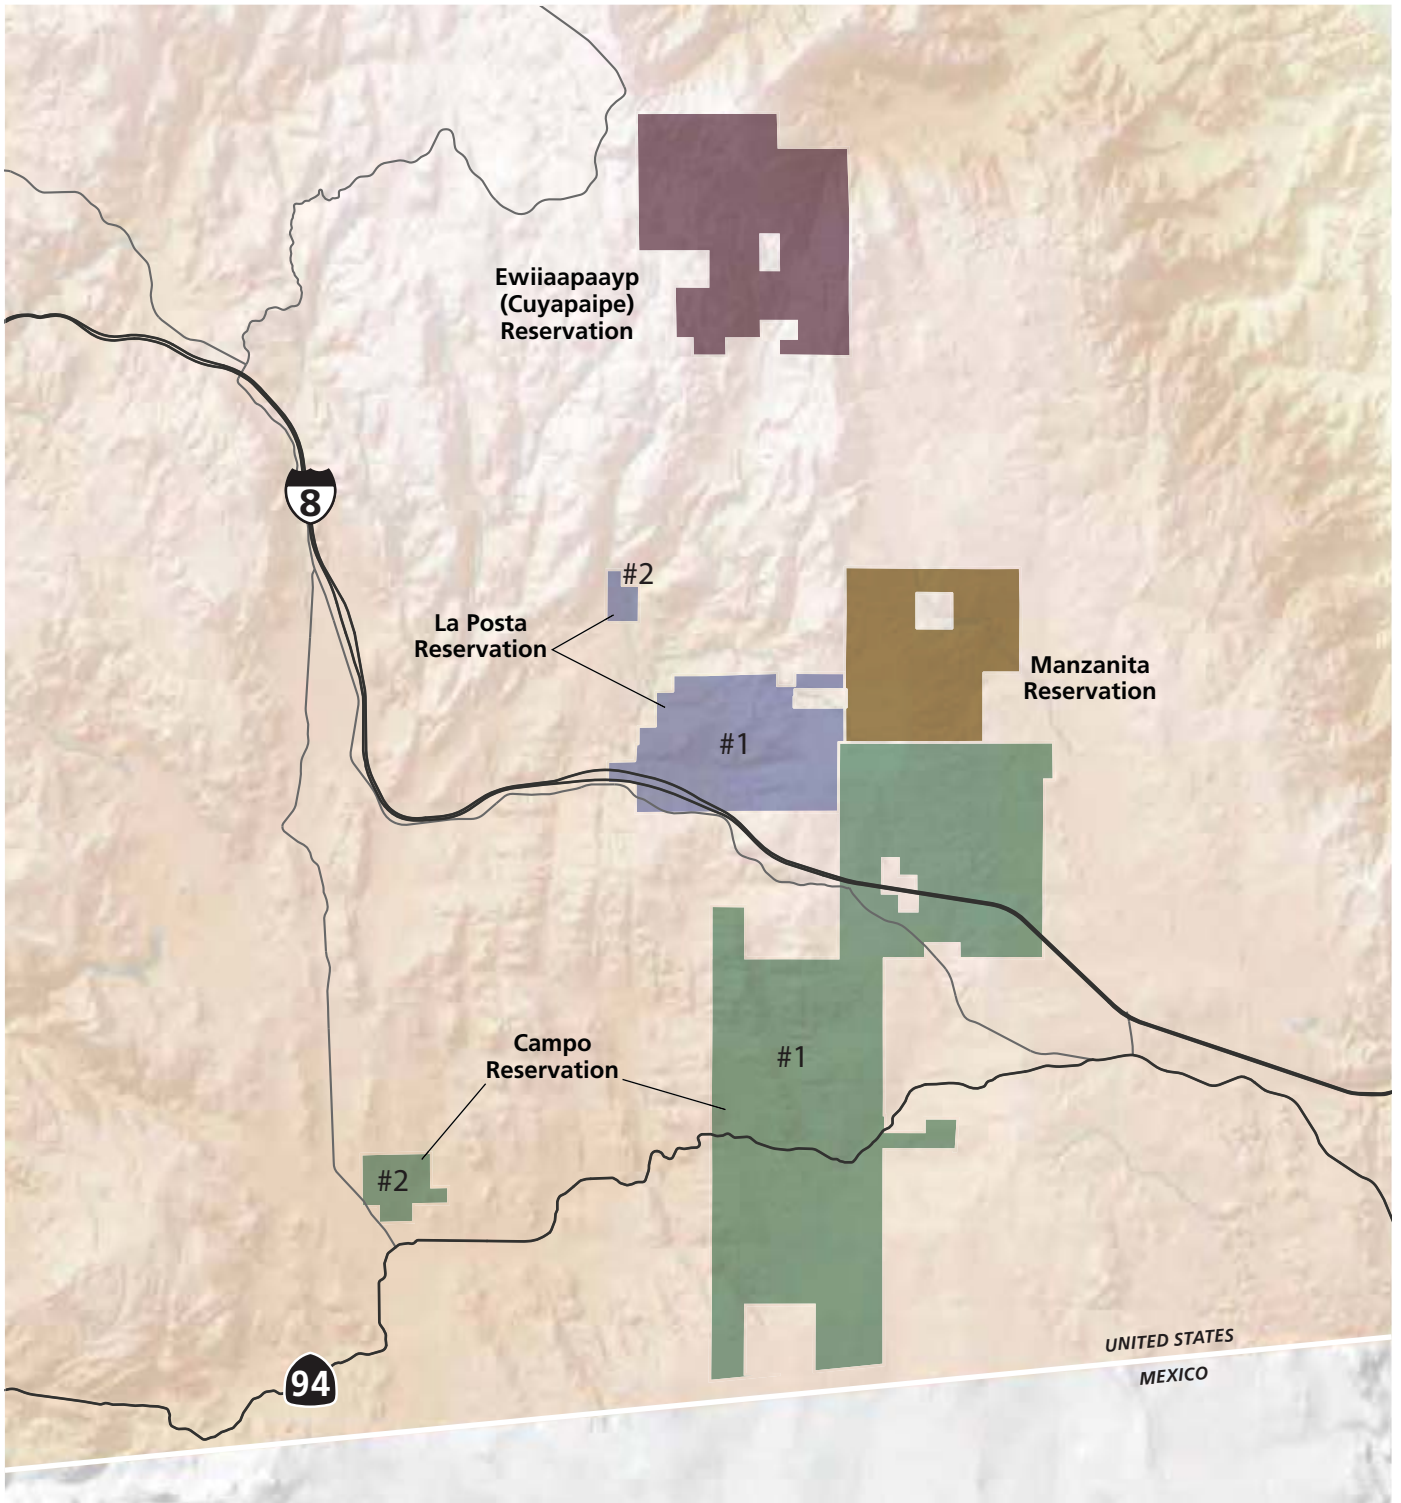 Ewiiaapaayp
(Cuyapaipe)
Reservation
8
#2
La Posta
Reservation
Manzanita
Reservation
#1
Campo
Reservation
#1
#2
UNITED STATES
MEXICO
94